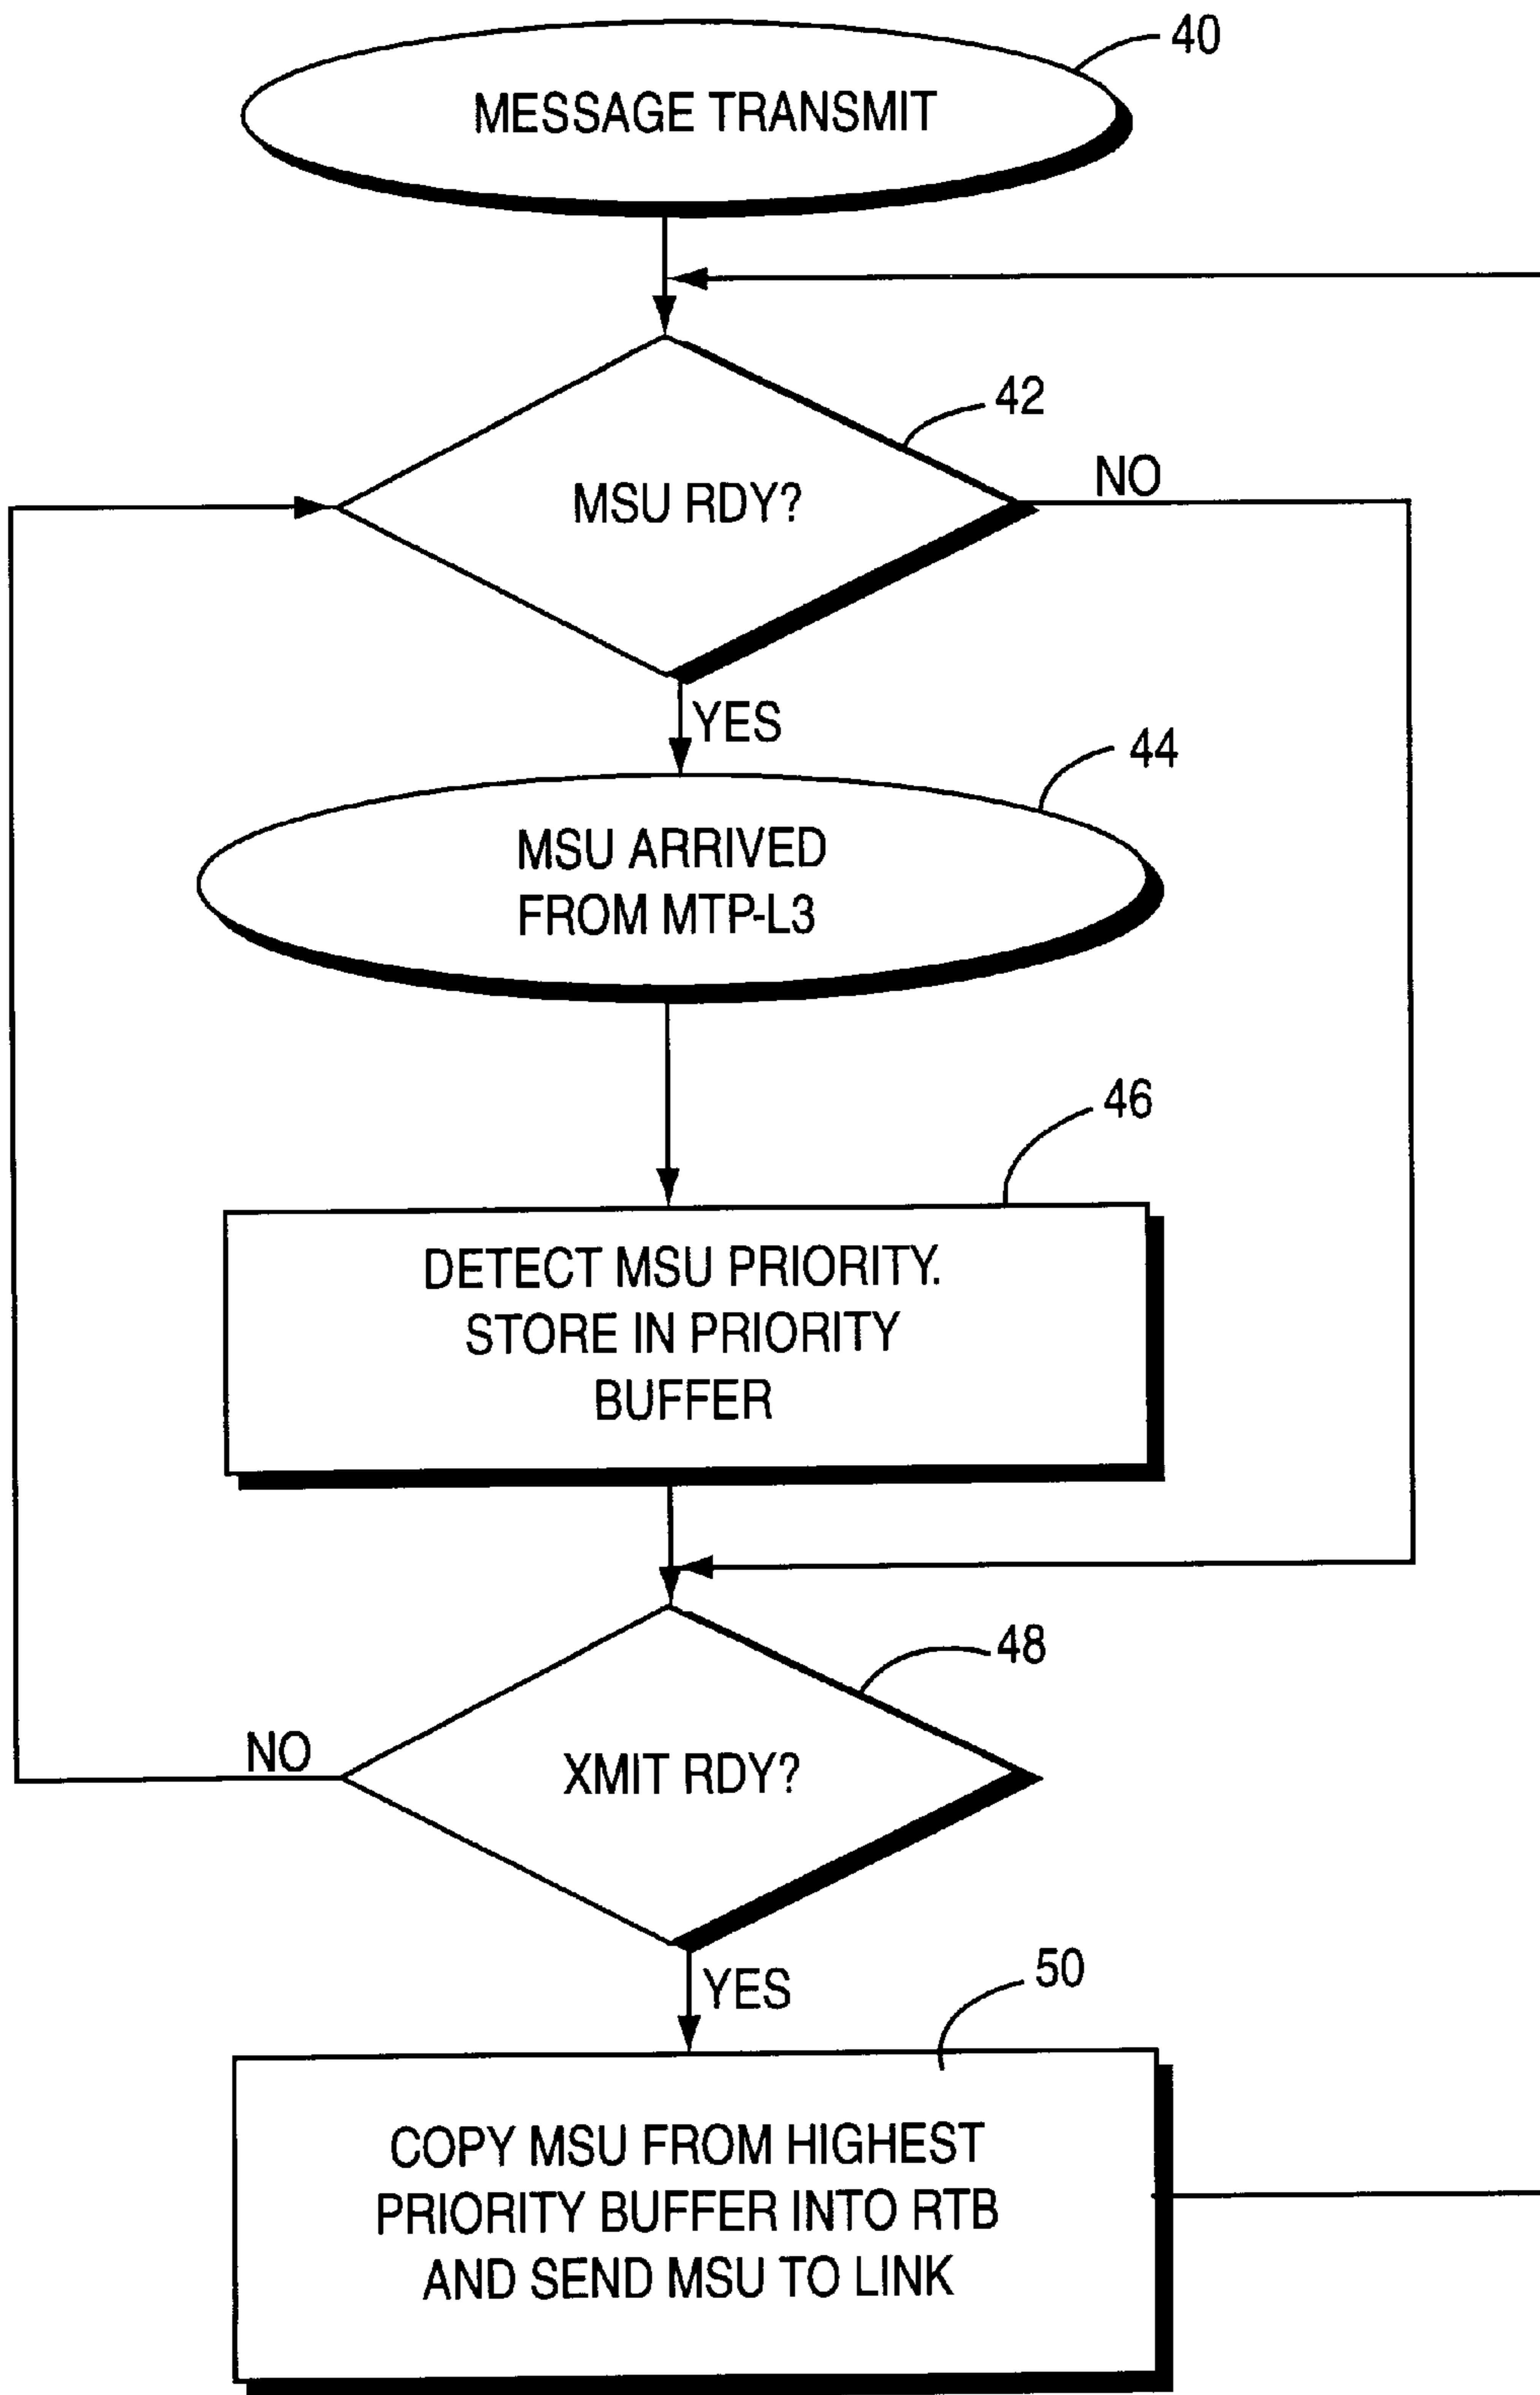 40
MESSAGE TRANSMIT
42
NO
MSU RDY?
YES
44
MSU ARRIVED
FROM MTP-L3
46
DETECT MSU PRIORITY.
STORE IN PRIORITY
BUFFER
48
NO
XMIT RDY?
YES
50
COPY MSU FROM HIGHEST
PRIORITY BUFFER INTO RTB
AND SEND MSU TO LINK